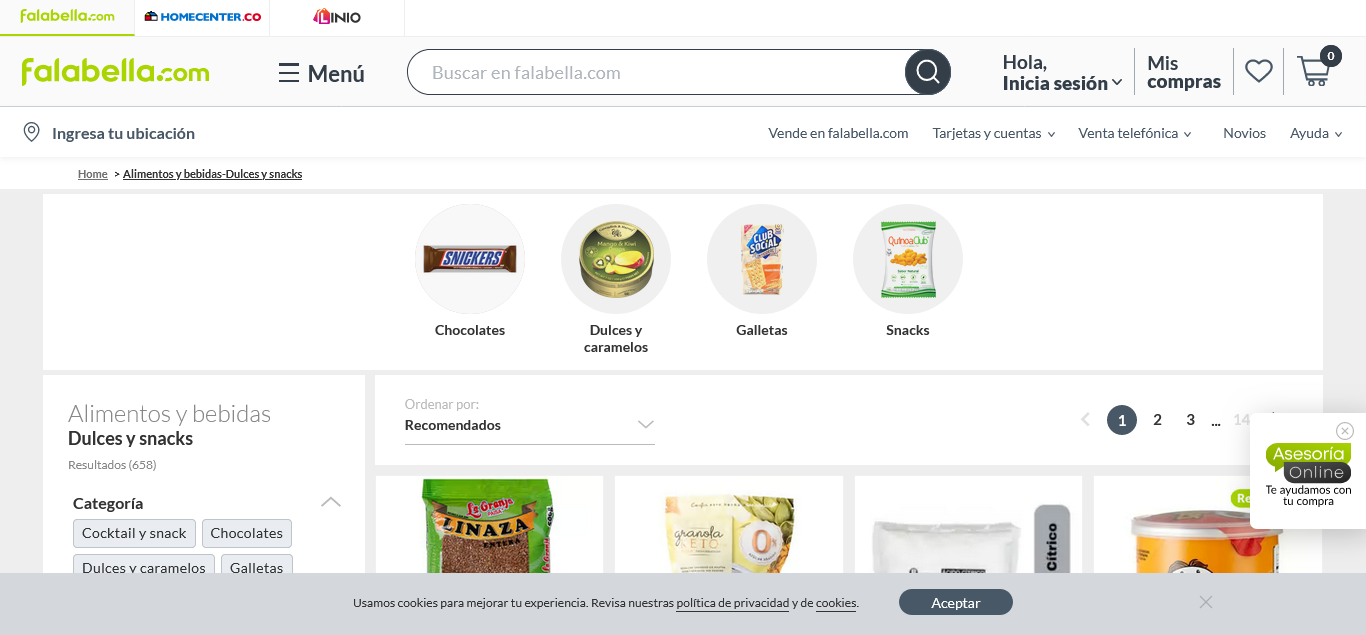 falabella.com
HOMECENTER.CO
LINIO
falabella.com
Menú
Buscar en falabella.com
Hola,
Inicia sesión
Mis
compras
0
Ingresa tu ubicación
Vende en falabella.com
Tarjetas y cuentas
Venta telefónica
Novios
Ayuda
Home > Alimentos y bebidas-Dulces y snacks
SNICKERS
Mango & Kiwi
CLUB
SOCIAL
QuinoaClub
Chocolates
Dulces y
caramelos
Galletas
Snacks
Alimentos y bebidas
Dulces y snacks
Resultados (658)
Categoría
Cocktail y snack
Chocolates
Dulces y caramelos
Galletas
Ordenar por:
Recomendados
1 2 3 ... 14
La Granja
LINAZA
ENTERA
granola
KETO
0
Cítrico
Re
Asesoría
Online
Te ayudamos con
tu compra
Usamos cookies para mejorar tu experiencia. Revisa nuestras política de privacidad y de cookies.
Aceptar